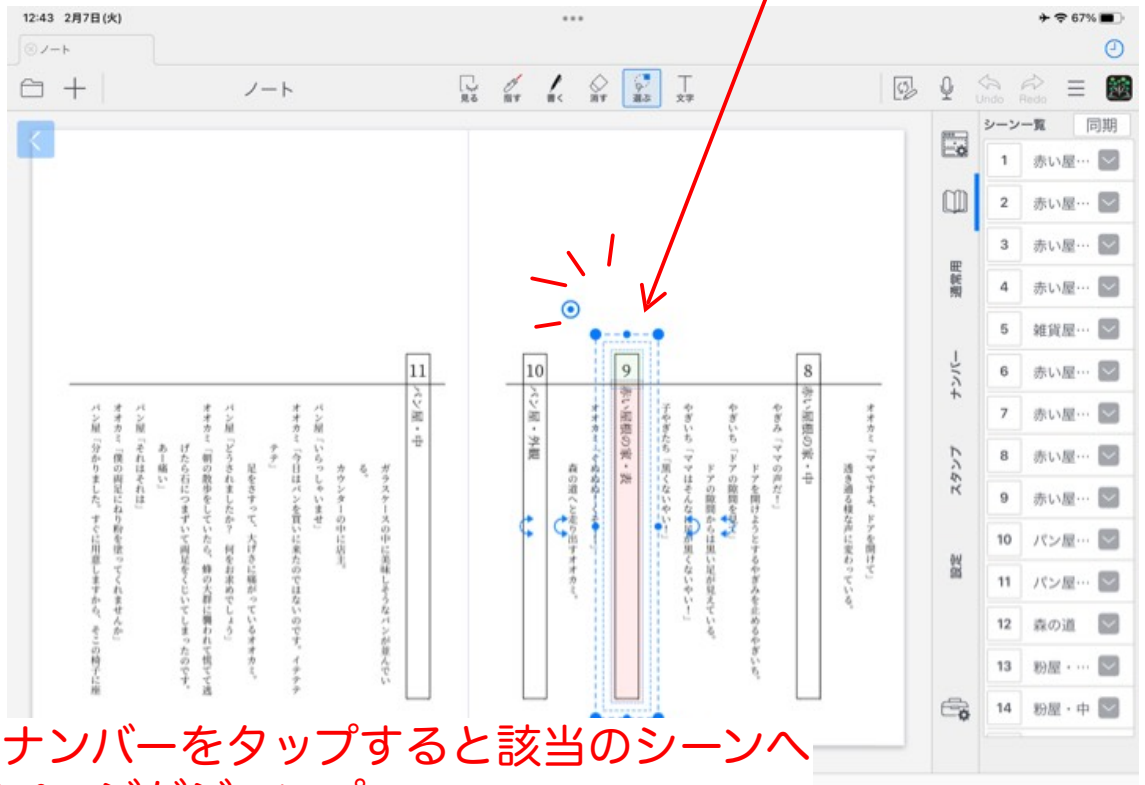 12:43 2月7日(火)
67%
ノート
ノート
見る
指す
書く
消す
選ぶ
文字
Undo
Redo
シーン一覧
同期
通常用
ナンバー
スタンプ
設定
1 赤い屋…
2 赤い屋…
3 赤い屋…
4 赤い屋…
5 雑貨屋…
6 赤い屋…
7 赤い屋…
8 赤い屋…
9 赤い屋…
10 パン屋…
11 パン屋…
12 森の道
13 粉屋・…
14 粉屋・中
オオカミ「ママですよ、ドアを開けて」
透き通る様な声に変わっている。
8 赤い屋根の家・中
やぎみ「ママの声だ!」
ドアを開けようとするやぎみを止めるやぎいち。
やぎいち「ドアの隙間を見て」
ドアの隙間からは黒い足が見えている。
やぎいち「ママはそんなに足が黒くないやい!」
子やぎたち「黒くないやい!」
9 赤い屋根の家・表
オオカミ「ぐぬぬ、くそ
森の道へと走り出すオオカミ。
10 パン屋・外観
11 パン屋・中
ガラスケースの中に美味しそうなパンが並んでい
る。
カウンターの中に店主。
パン屋「いらっしゃいませ」
オオカミ「今日はパンを買いに来たのではないのです。イテテテ
テテ」
足をさすって、大げさに痛がっているオオカミ。
パン屋「どうされましたか? 何をお求めでしょう」
オオカミ「朝の散歩をしていたら、蜂の大群に襲われて慌てて逃
げたら石につまずいて両足をくじいてしまったのです。
あー痛い」
パン屋「それはそれは」
オオカミ「僕の両足にねり粉を塗ってくれませんか」
パン屋「分かりました。すぐに用意しますから、そこの椅子に座
ナンバーをタップすると該当のシーンへ